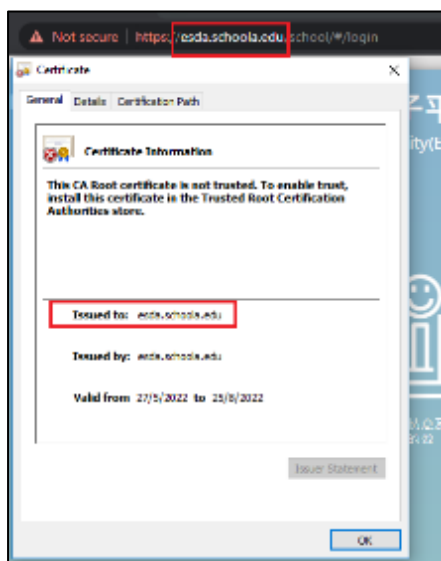 Not secure | https://esda.schoola.edu/school/#/login
Certificate
General Details Certification Path
Certificate Information
This CA Root certificate is not trusted. To enable trust,
install this certificate in the Trusted Root Certification
Authorities store.
Issued to: esda.schoola.edu
Issued by: esda.schoola.edu
Valid from 27/5/2022 to 25/8/2022
Issuer Statement
OK